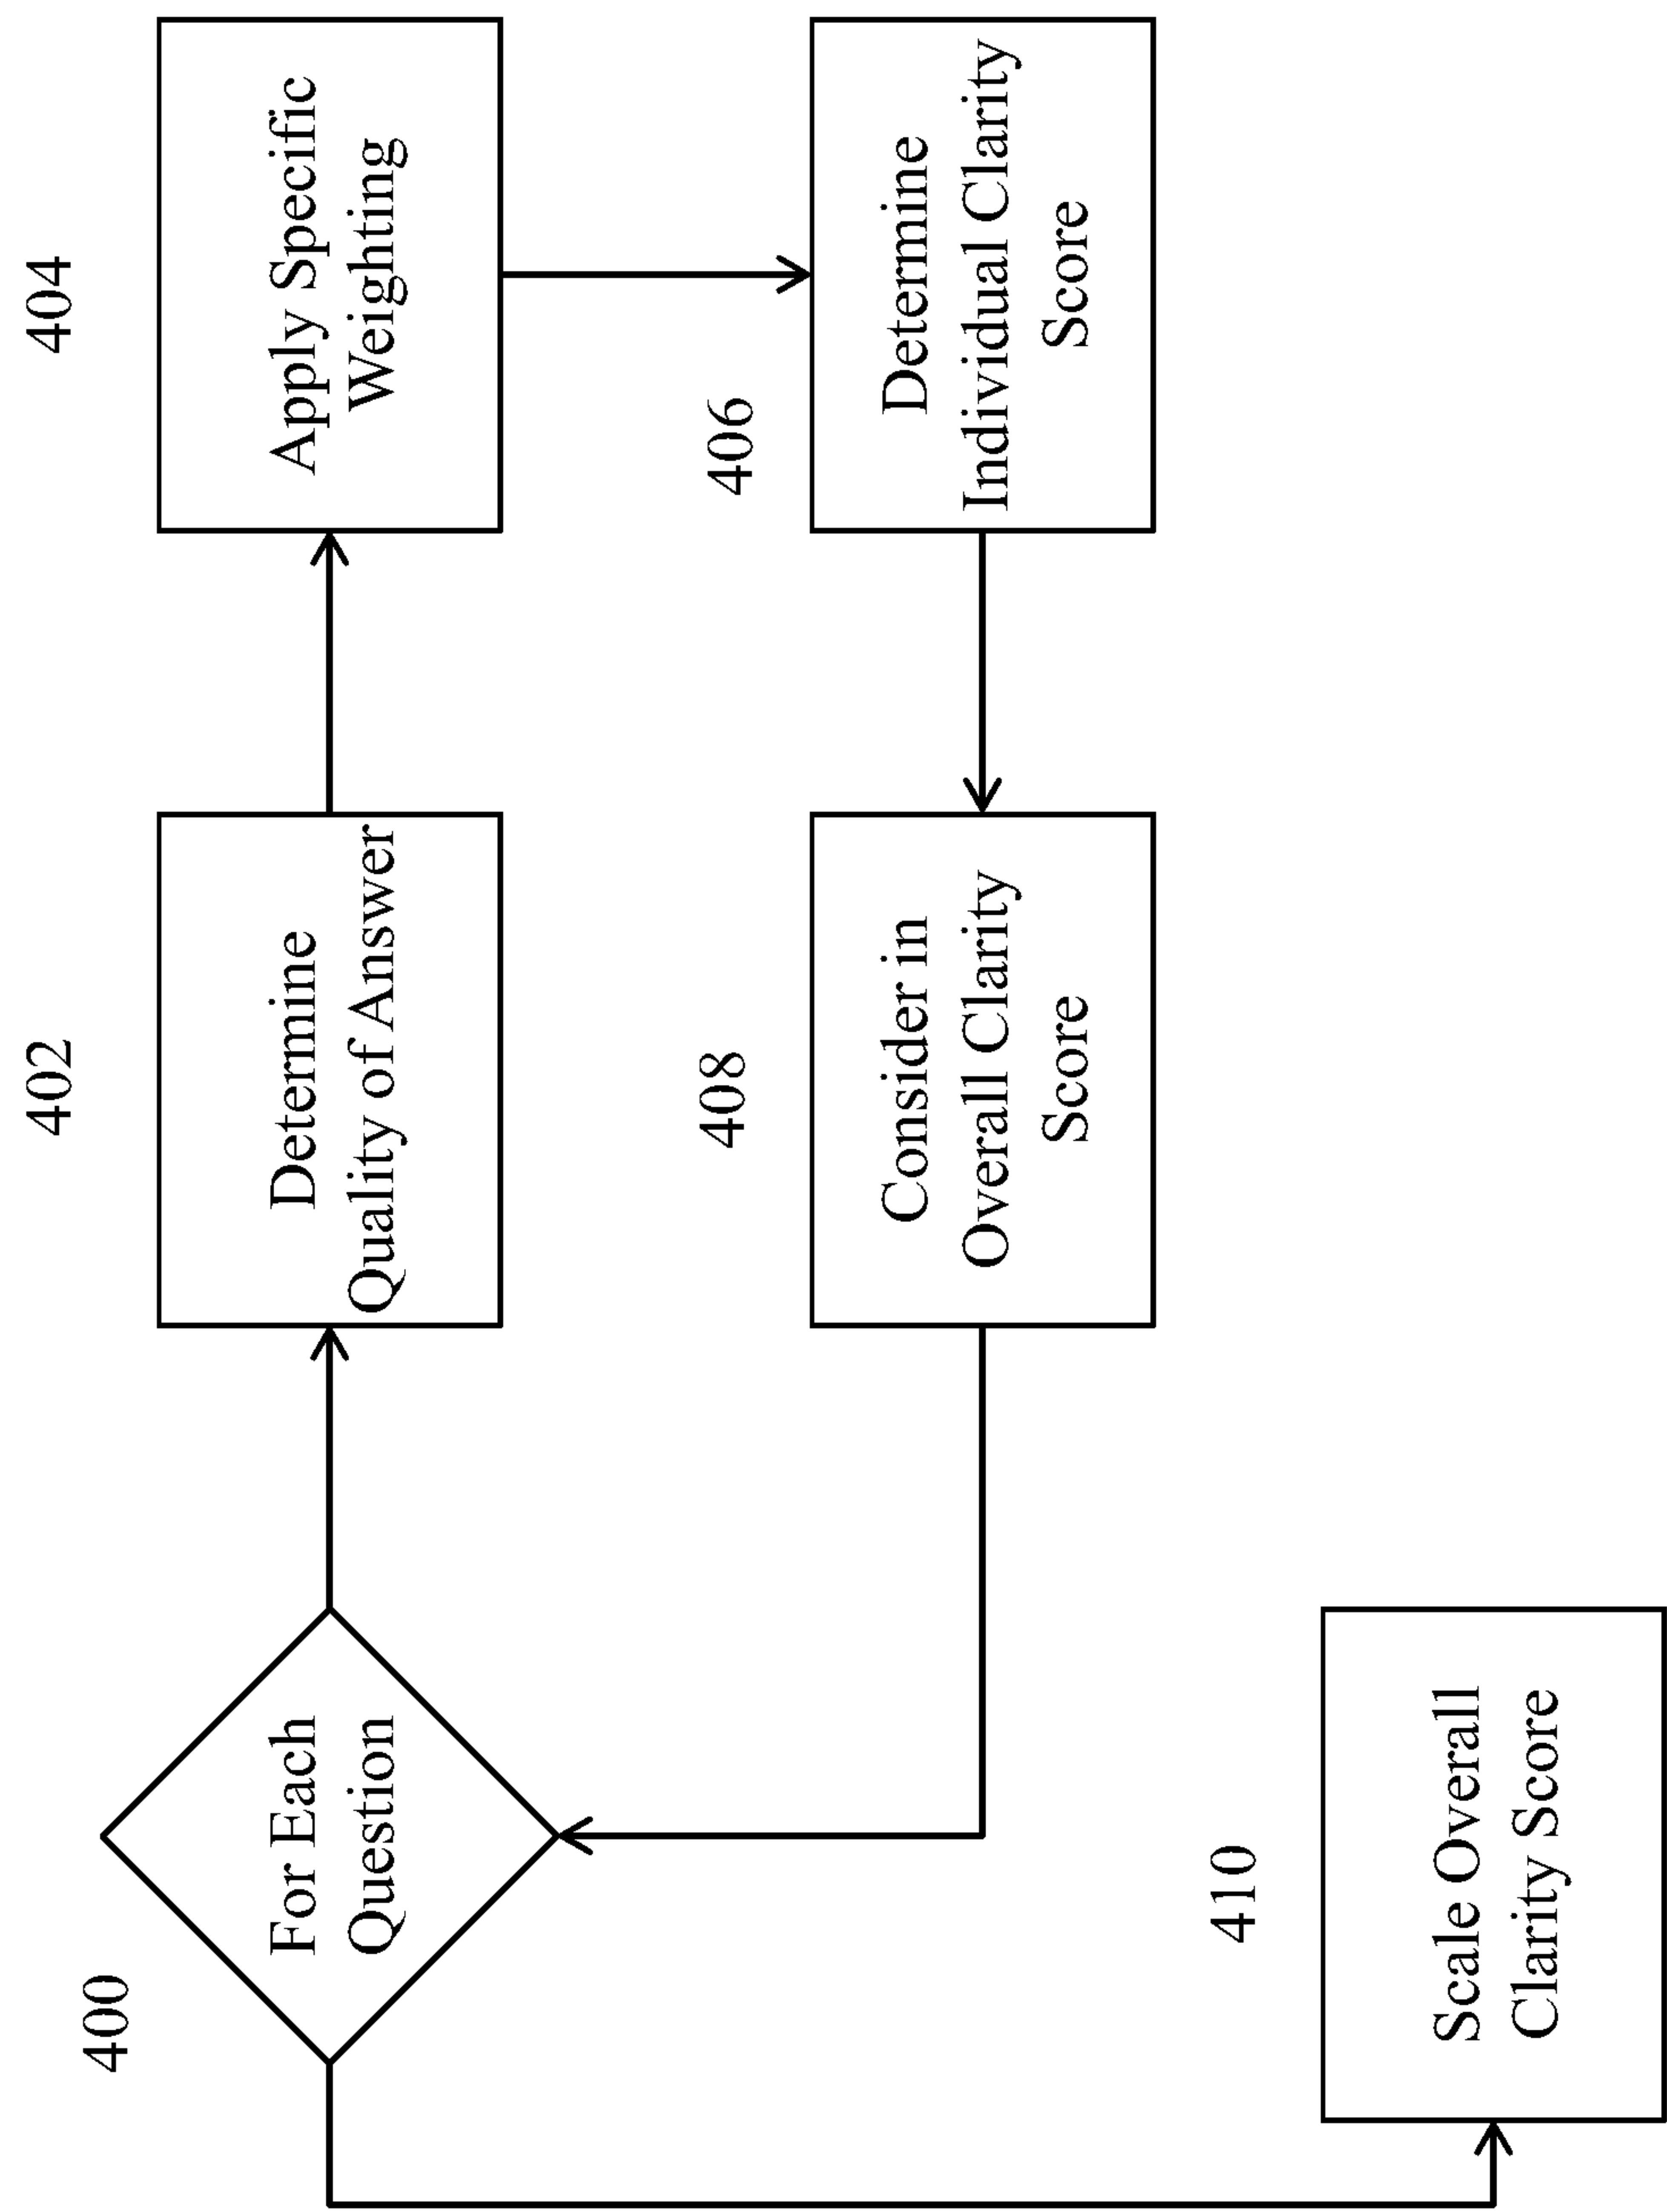 400
For Each
Question
402
Determine
Quality of Answer
404
Apply Specific
Weighting
406
Determine
Individual Clarity
Score
408
Consider in
Overall Clarity
Score
410
Scale Overall
Clarity Score